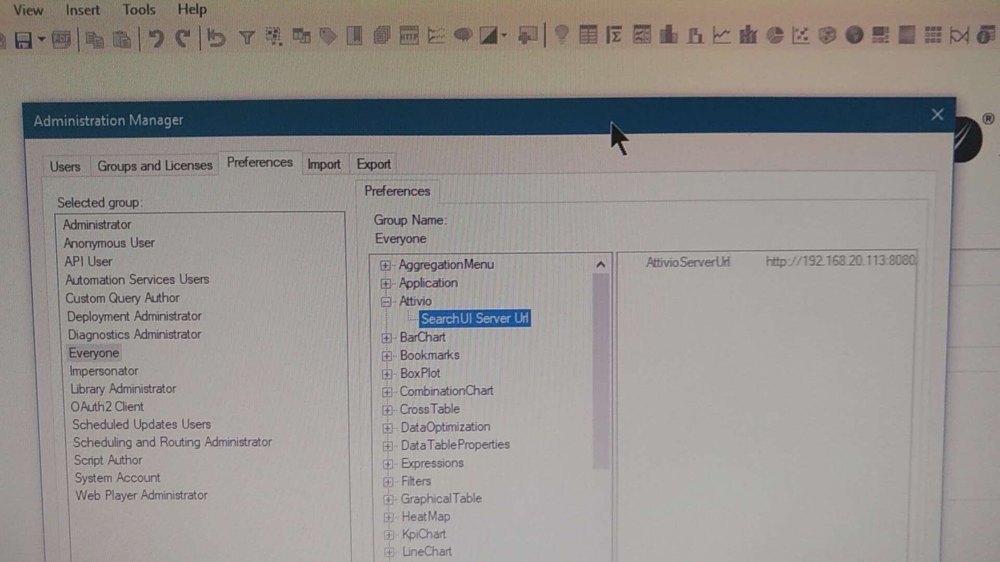 View Insert Tools Help
PDF
HTTP
®
Administration Manager
Users Groups and Licenses Preferences Import Export
Selected group:
Administrator
Anonymous User
API User
Automation Services Users
Custom Query Author
Deployment Administrator
Diagnostics Administrator
Everyone
Impersonator
Library Administrator
OAuth2 Client
Scheduled Updates Users
Scheduling and Routing Administrator
Script Author
System Account
Web Player Administrator
Preferences
Group Name:
Everyone
AggregationMenu
Application
Attivio
SearchUI Server Url
BarChart
Bookmarks
BoxPlot
CombinationChart
CrossTable
DataOptimization
DataTableProperties
Expressions
Filters
GraphicalTable
HeatMap
KpiChart
LineChart
AttivioServerUrl http://192.168.20.113:8080